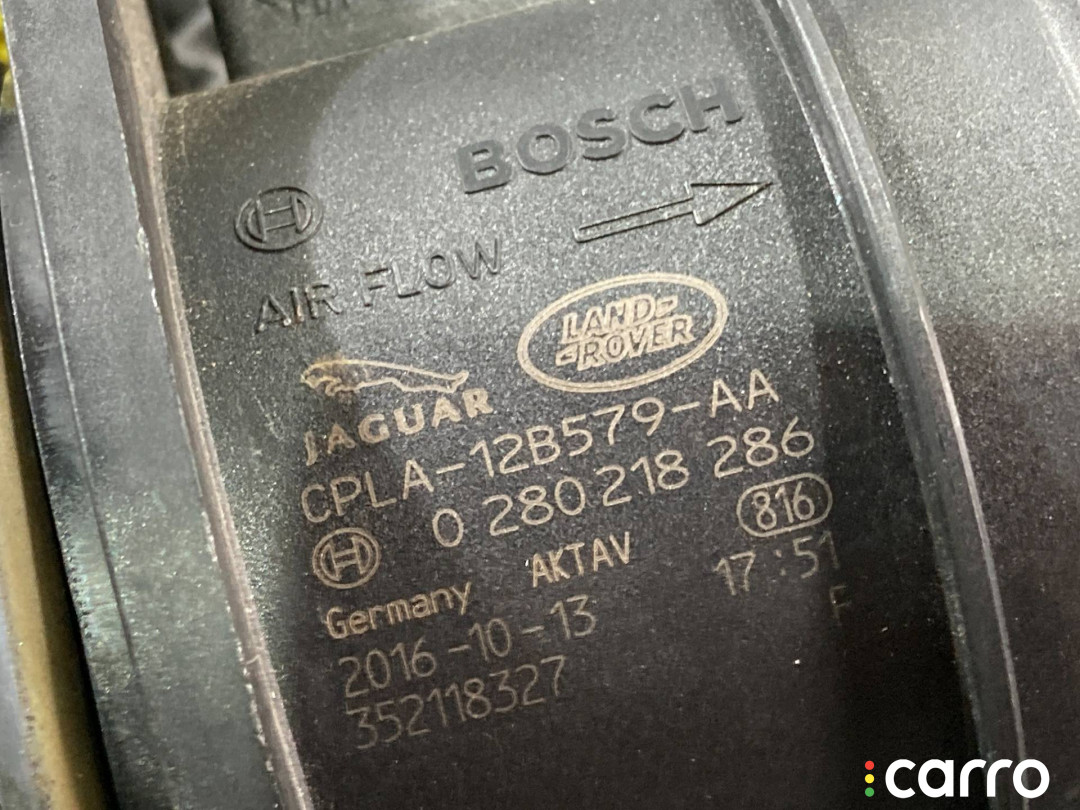 BOSCH
AIR FLOW
LAND-
-ROVER
JAGUAR
CPLA-12B579-AA
0 280 218 286
816
Germany AKTAV 17:51
2016-10-13 F
352118327
carro